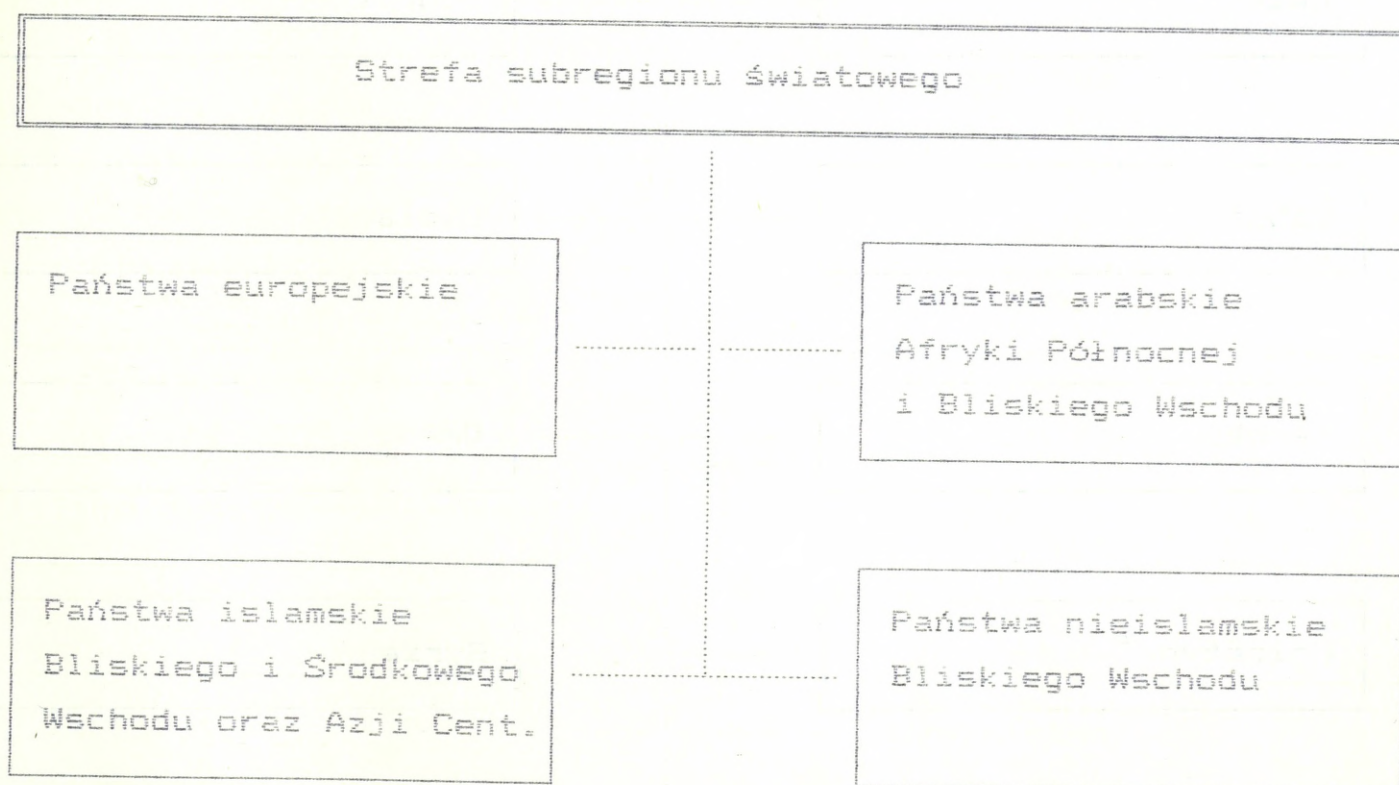 Strefa subregionu światowego
Państwa europejskie
Państwa arabskie
Afryki Północnej
i Bliskiego Wschodu
Państwa islamskie
Bliskiego i Środkowego
Wschodu oraz Azji Cent.
Państwa nieislamskie
Bliskiego Wschodu